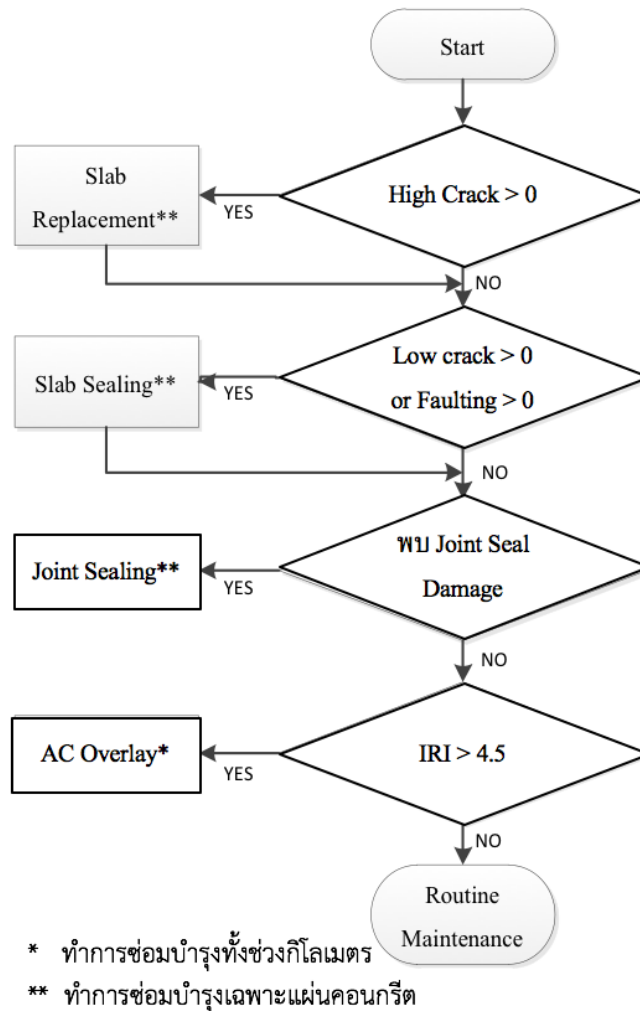 Start
High Crack > 0
Slab
Replacement**
YES
NO
Low crack > 0
or Faulting > 0
Slab Sealing**
YES
NO
พบ Joint Seal
Damage
Joint Sealing**
YES
NO
IRI > 4.5
AC Overlay*
YES
NO
Routine
Maintenance
* ทำการซ่อมบำรุงทั้งช่วงกิโลเมตร
** ทำการซ่อมบำรุงเฉพาะแผ่นคอนกรีต